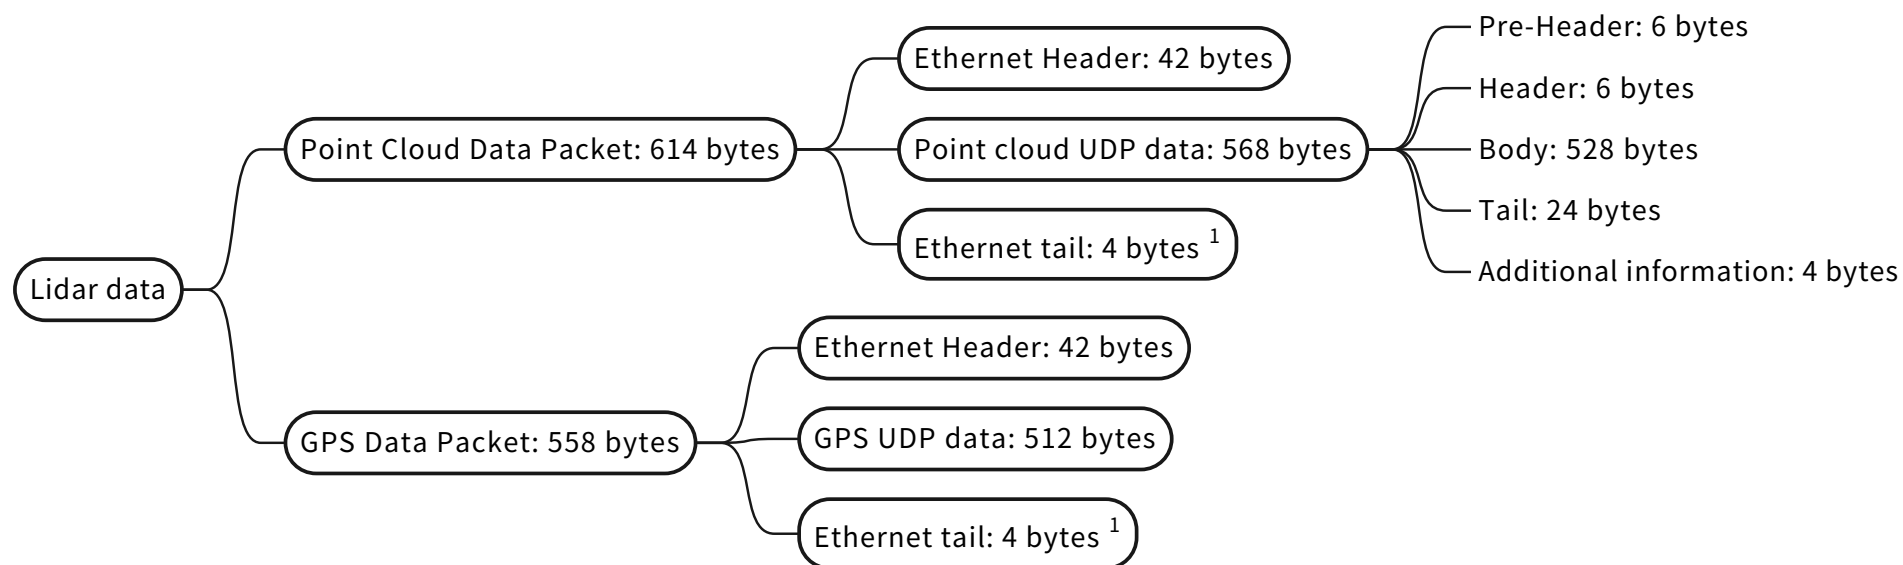 Lidar data
Point Cloud Data Packet: 614 bytes
Ethernet Header: 42 bytes
Point cloud UDP data: 568 bytes
Pre-Header: 6 bytes
Header: 6 bytes
Body: 528 bytes
Tail: 24 bytes
Additional information: 4 bytes
Ethernet tail: 4 bytes 1
GPS Data Packet: 558 bytes
Ethernet Header: 42 bytes
GPS UDP data: 512 bytes
Ethernet tail: 4 bytes 1